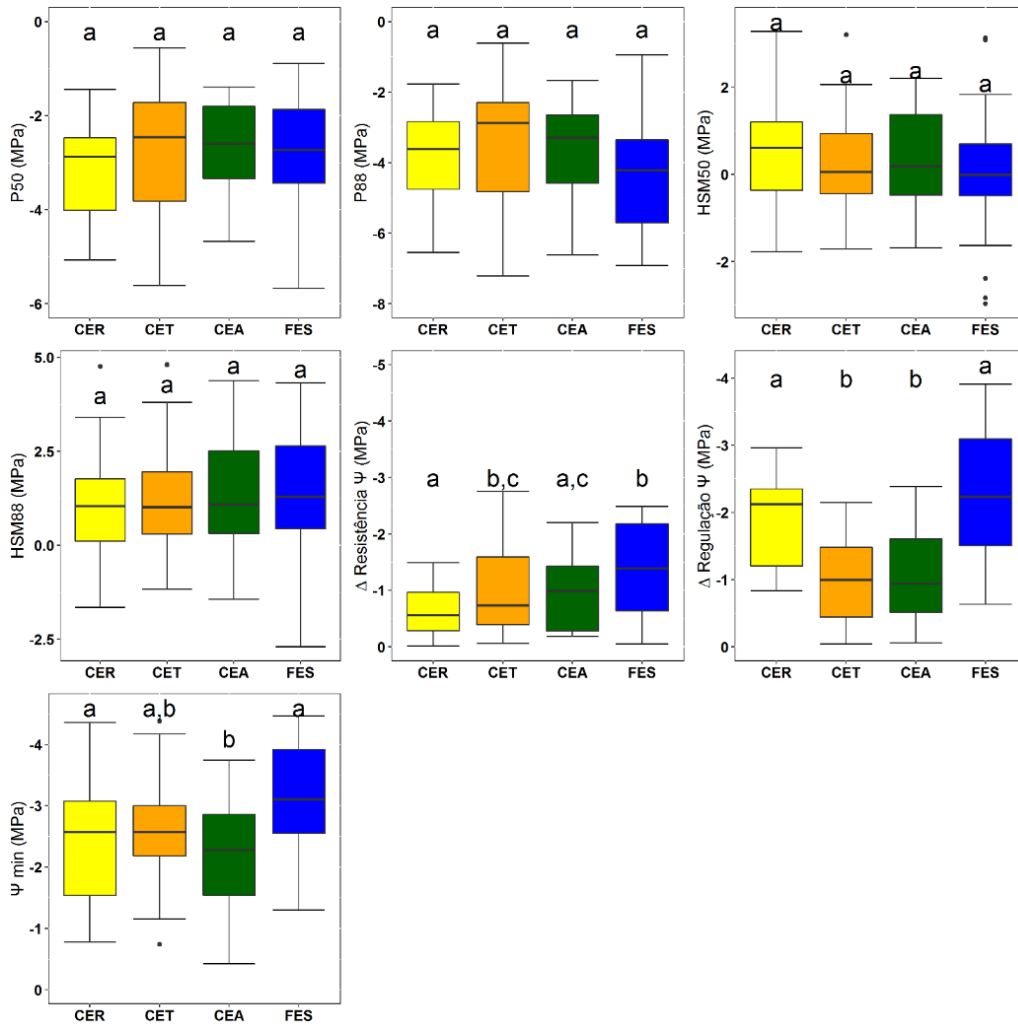 a a a a
0
-2
-4
-6
P50 (MPa)
CER CET CEA FES
a a a a
0
-2
-4
-6
-8
P88 (MPa)
CER CET CEA FES
a a a a
2
0
-2
HSM50 (MPa)
CER CET CEA FES
a a a a
5.0
2.5
0.0
-2.5
HSM88 (MPa)
CER CET CEA FES
-5
-4
-3
-2
-1
0
a b,c a,c b
Δ Resistência Ψ (MPa)
CER CET CEA FES
a b b a
-4
-3
-2
-1
0
Δ Regulação Ψ (MPa)
CER CET CEA FES
a a,b b a
-4
-3
-2
-1
0
Ψ min (MPa)
CER CET CEA FES